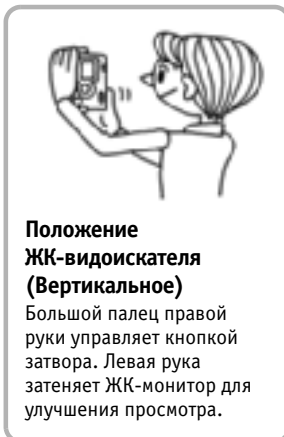 Положение
ЖК-видоискателя
(Вертикальное)
Большой палец правой
руки управляет кнопкой
затвора. Левая рука
затеняет ЖК-монитор для
улучшения просмотра.